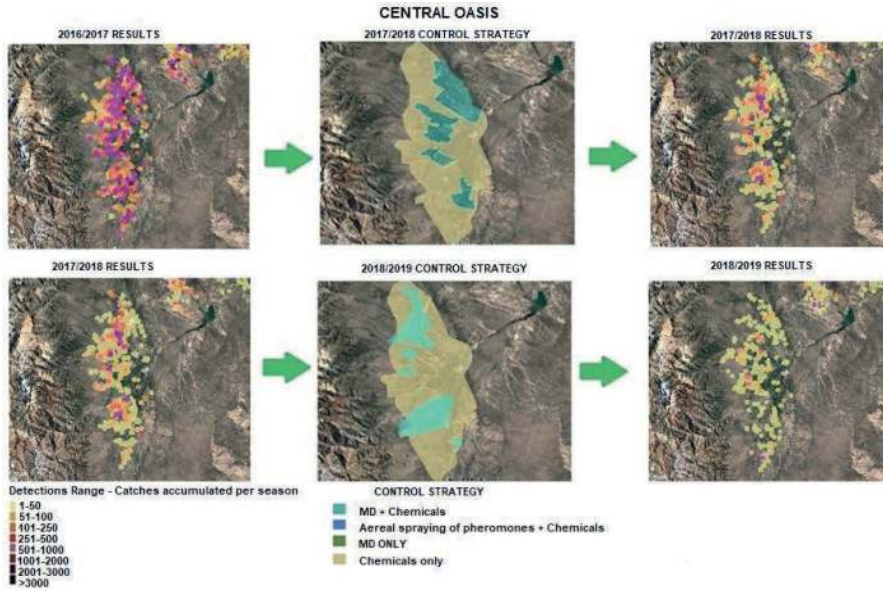 CENTRAL OASIS
2016/2017 RESULTS
2017/2018 CONTROL STRATEGY
2017/2018 RESULTS
2017/2018 RESULTS
2018/2019 CONTROL STRATEGY
2018/2019 RESULTS
Detections Range - Catches accumulated per season
1-50
51-100
101-250
251-500
501-1000
1001-2000
2001-3000
>3000
CONTROL STRATEGY
MD + Chemicals
Aereal spraying of pheromones + Chemicals
MD ONLY
Chemicals only